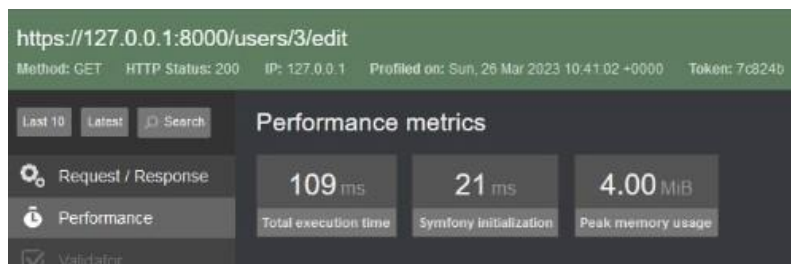 https://127.0.0.1:8000/users/3/edit
Method: GET HTTP Status: 200 IP: 127.0.0.1 Profiled on: Sun, 26 Mar 2023 10:41:02 +0000 Token: 7c824b
Last 10 Latest Search
Performance metrics
Request / Response
109 ms 21 ms 4.00 MiB
Performance
Total execution time Symfony initialization Peak memory usage
Validator